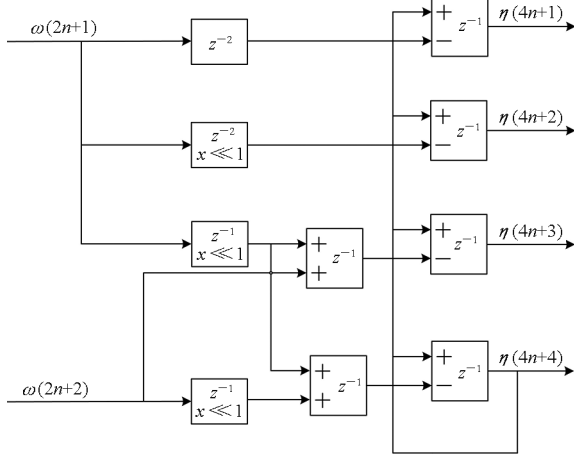 ω(2n+1)
z⁻²
+
−
z⁻¹
η(4n+1)
z⁻²
x≪1
+
−
z⁻¹
η(4n+2)
z⁻¹
x≪1
+
+
z⁻¹
+
−
z⁻¹
η(4n+3)
ω(2n+2)
z⁻¹
x≪1
+
+
z⁻¹
+
−
z⁻¹
η(4n+4)